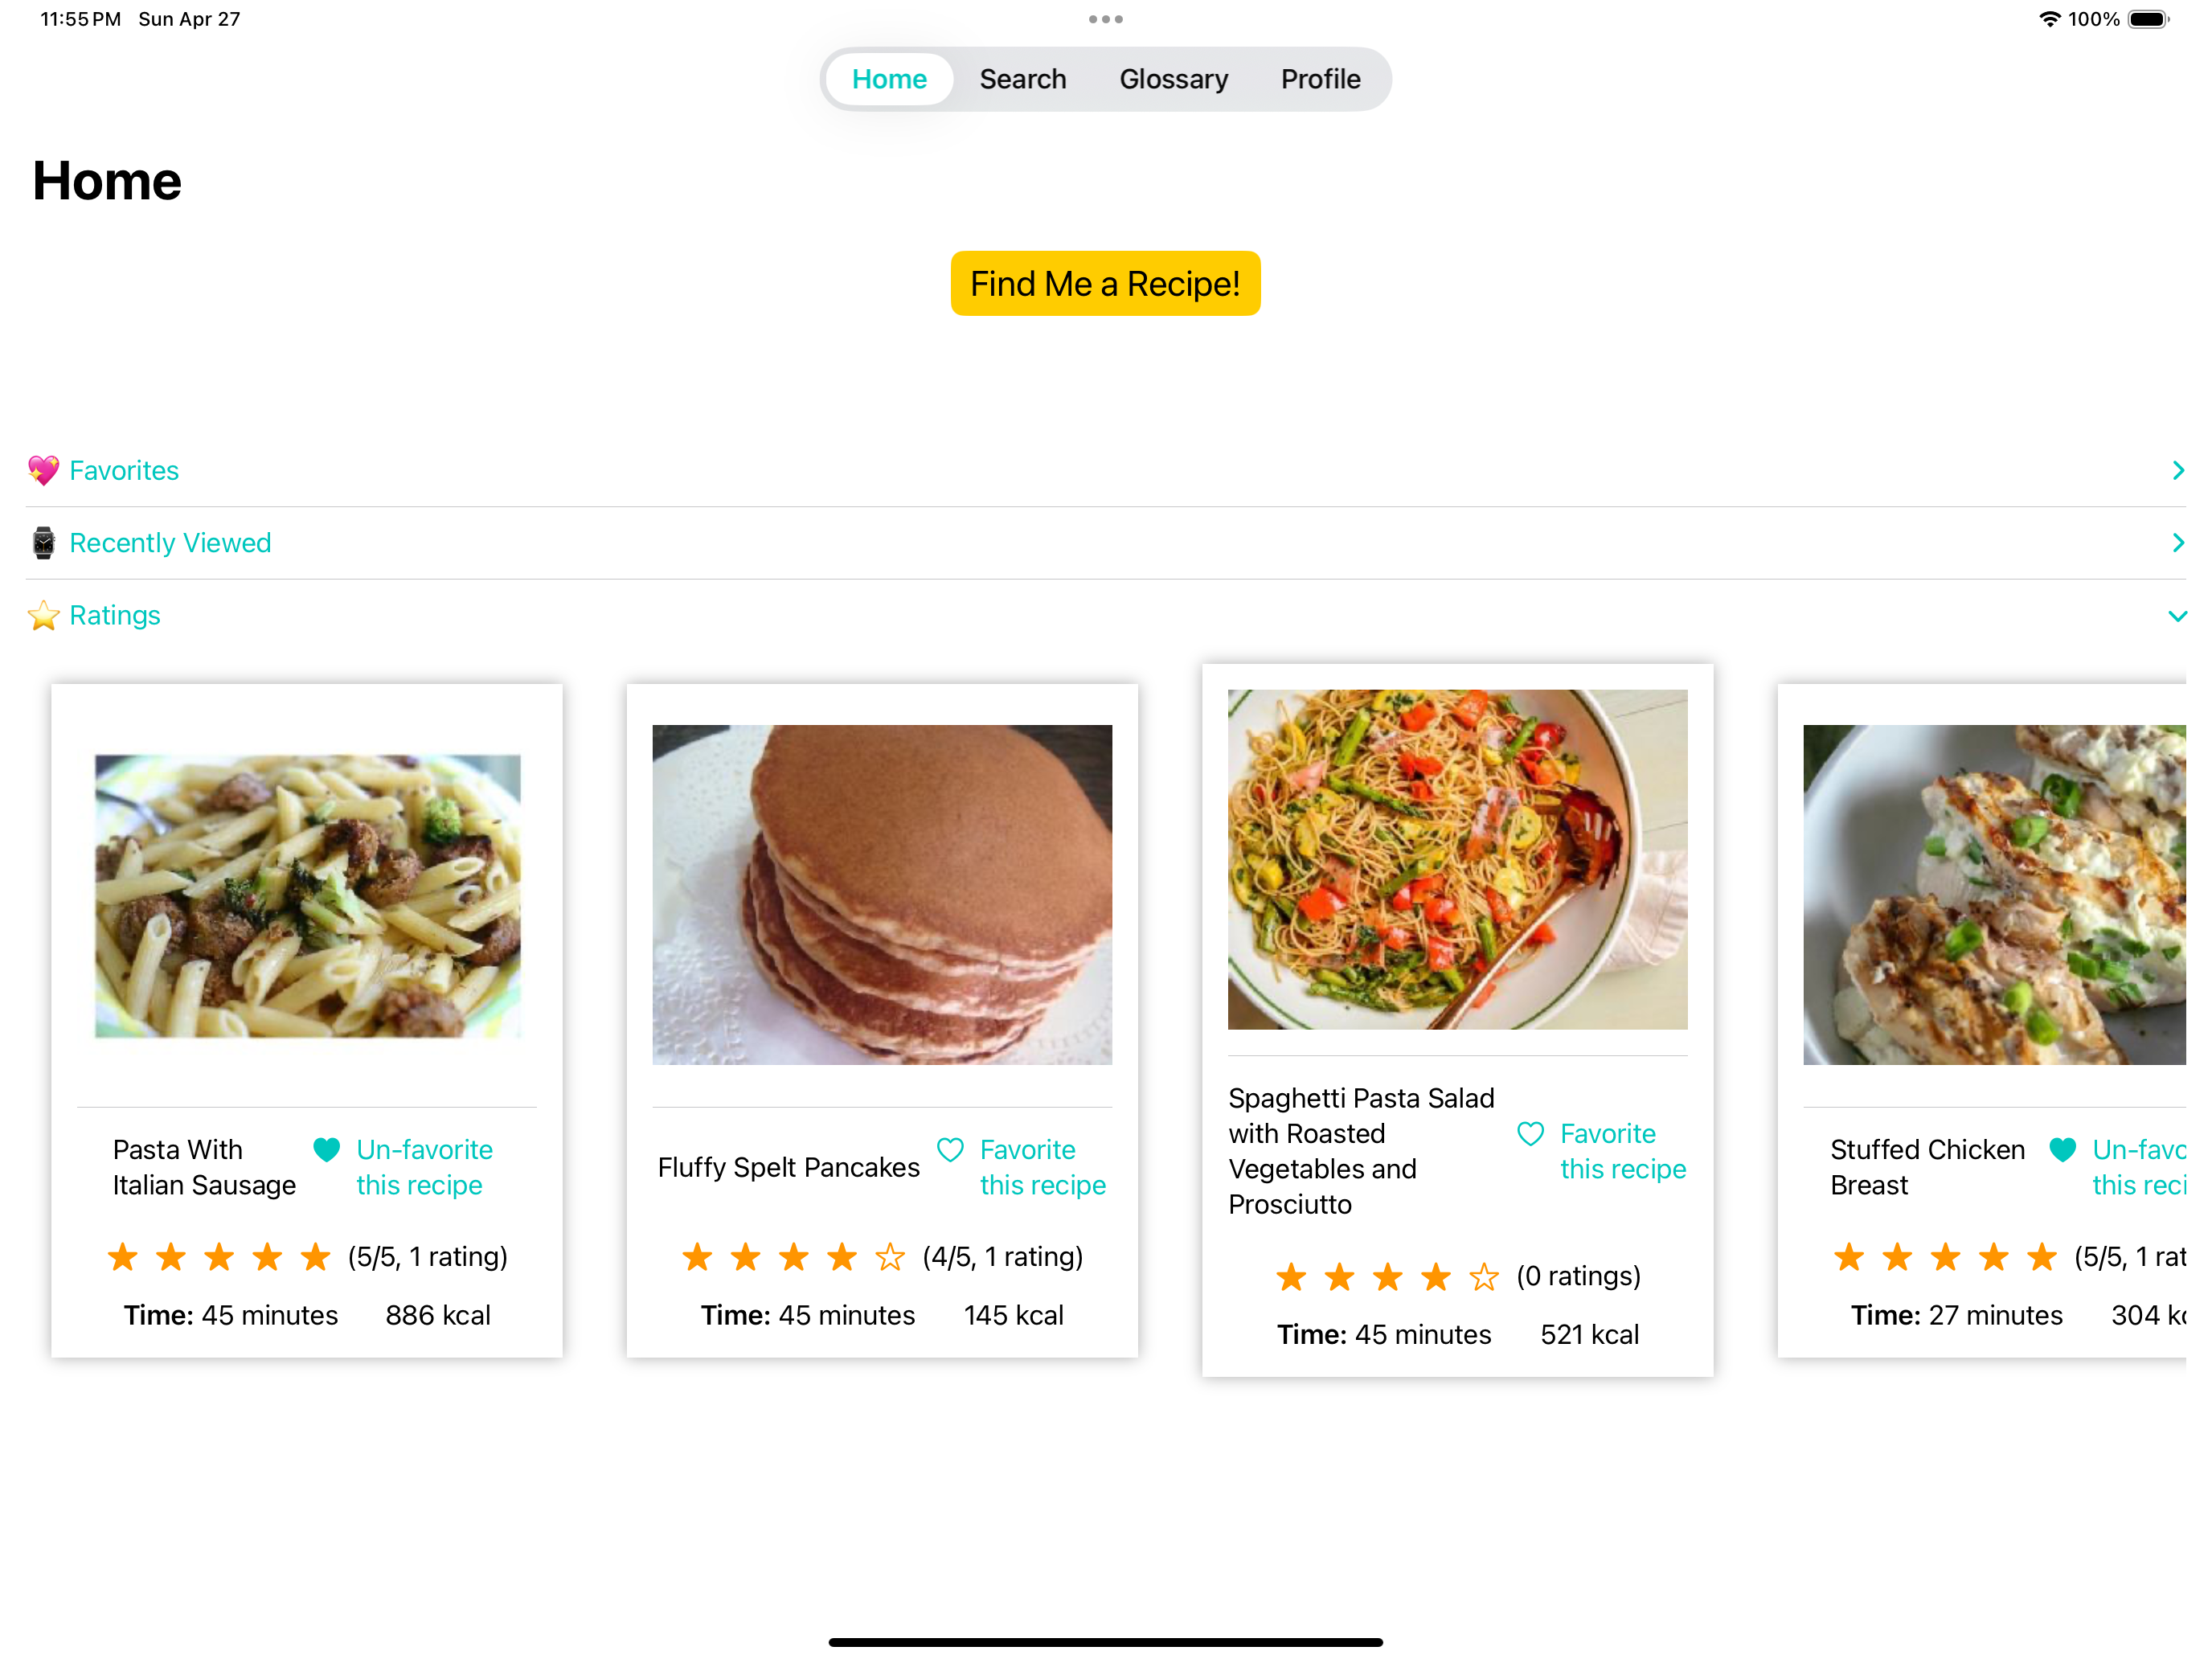 11:55 PM Sun Apr 27
100%
Home Search Glossary Profile
Home
Find Me a Recipe!
Favorites
Recently Viewed
Ratings
Pasta With
Italian Sausage
Un-favorite
this recipe
(5/5, 1 rating)
Time: 45 minutes 886 kcal
Fluffy Spelt Pancakes
Favorite
this recipe
(4/5, 1 rating)
Time: 45 minutes 145 kcal
Spaghetti Pasta Salad
with Roasted
Vegetables and
Prosciutto
Favorite
this recipe
(0 ratings)
Time: 45 minutes 521 kcal
Stuffed Chicken
Breast
Un-favo
this reci
(5/5, 1 rat
Time: 27 minutes 304 kc